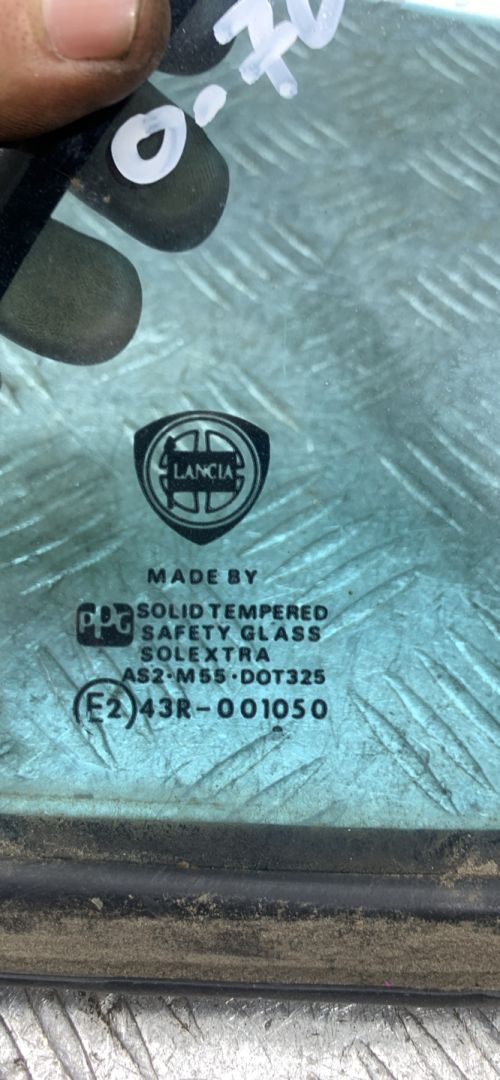 LANCIA
MADE BY
PPG SOLID TEMPERED
SAFETY GLASS
SOLEXTRA
AS2·M55·DOT325
E2 43R-001050